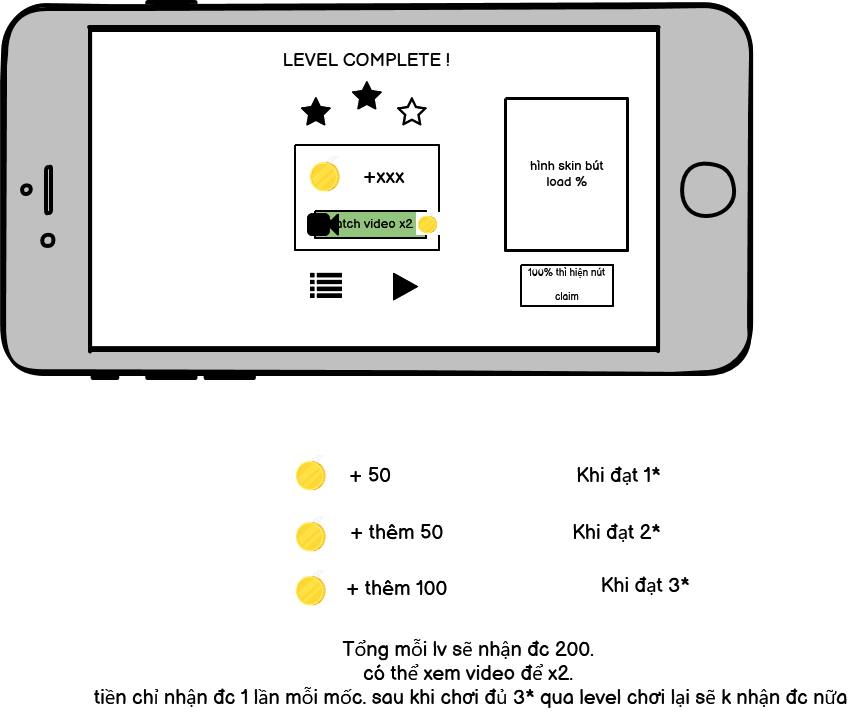 LEVEL COMPLETE !
+xxx
hình skin bút
load %
atch video x2
100% thì hiện nút
claim
+ 50
Khi đạt 1*
+ thêm 50
Khi đạt 2*
+ thêm 100
Khi đạt 3*
Tổng mỗi lv sẽ nhận đc 200.
có thể xem video để x2.
tiền chỉ nhận đc 1 lần mỗi mốc. sau khi chơi đủ 3* qua level chơi lại sẽ k nhận đc nữa